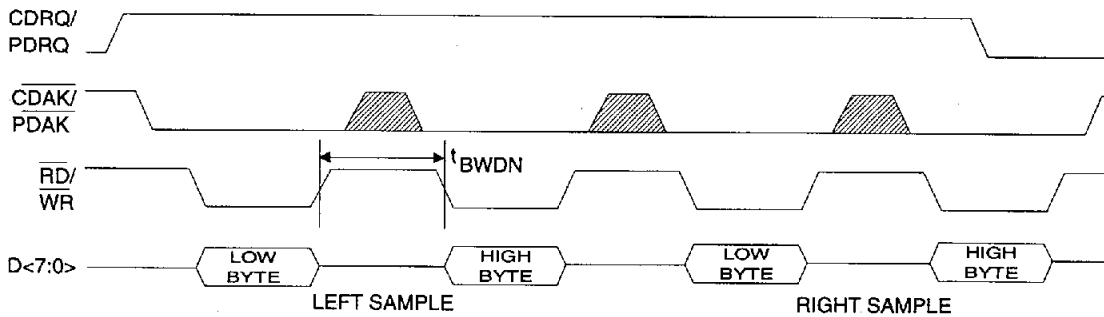 CDRQ/
PDRQ
CDAK/
PDAK
tBWDN
RD/
WR
D<7:0>
LOW
BYTE
HIGH
BYTE
LOW
BYTE
HIGH
BYTE
LEFT SAMPLE
RIGHT SAMPLE